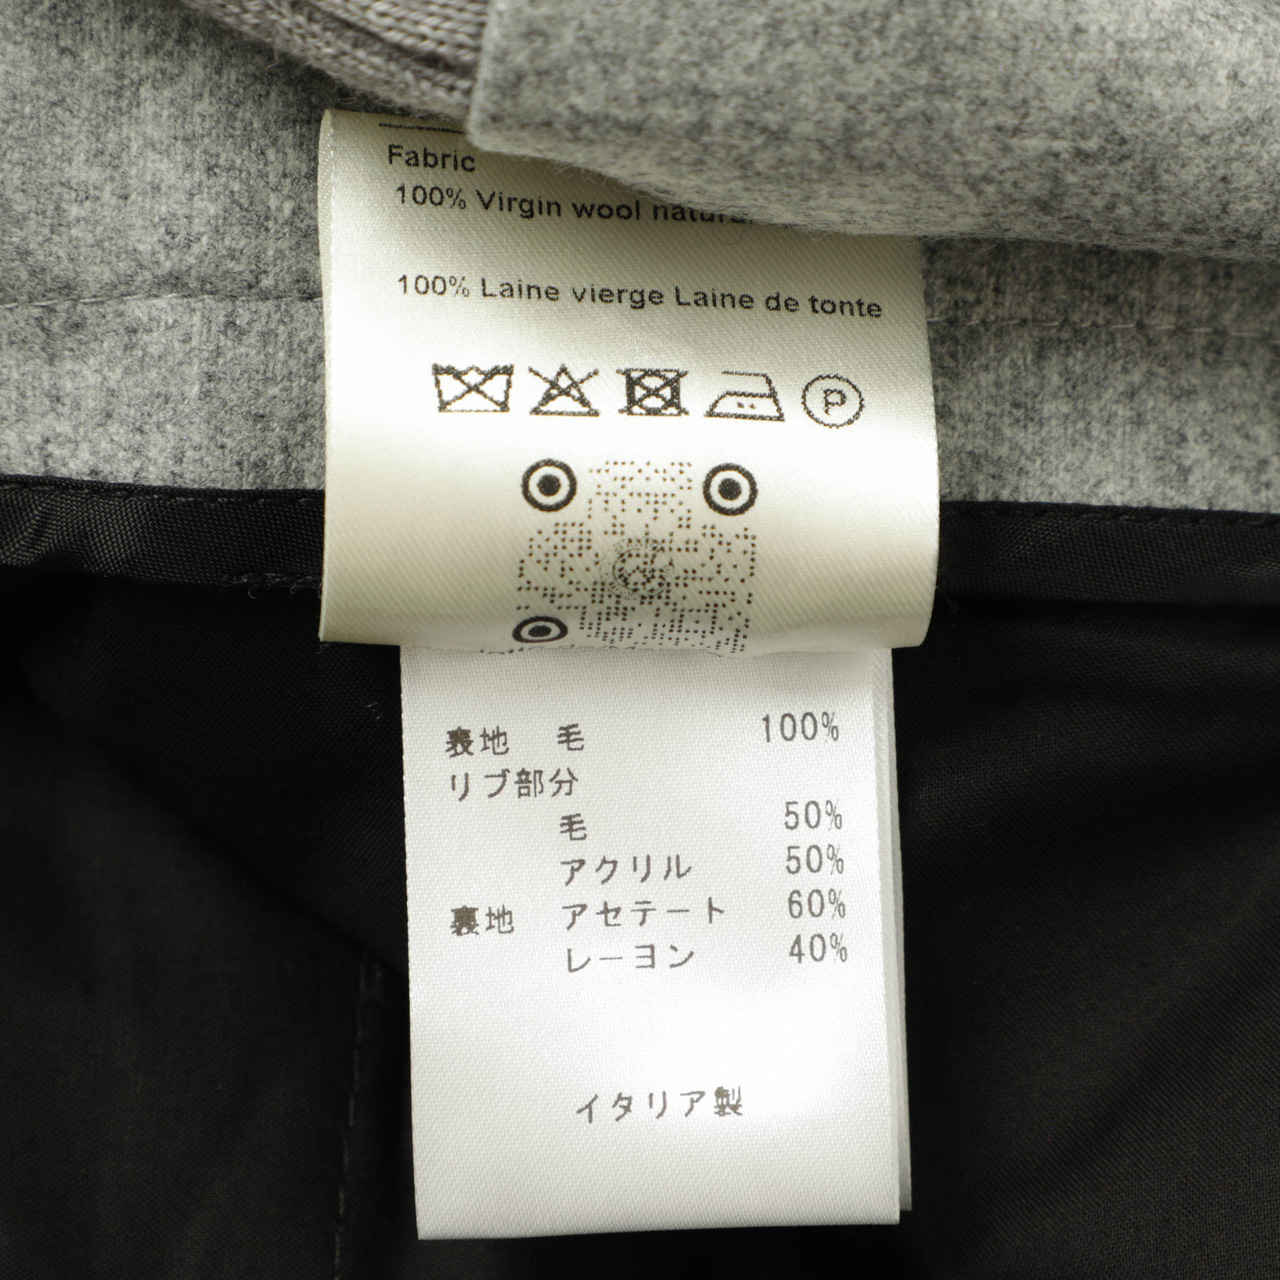 Fabric
100% Virgin wool
100% Laine vierge Laine de tonte
P
表地 毛 100%
リブ部分
毛 50%
アクリル 50%
裏地 アセテート 60%
レーヨン 40%
イタリア製